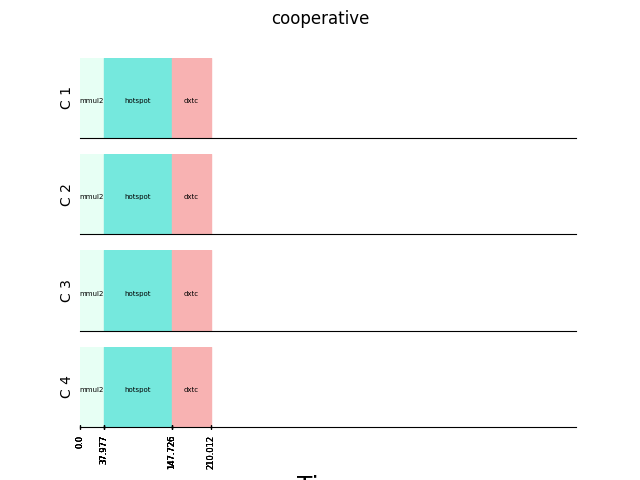 cooperative
C 1
mmul2 hotspot dxtc
C 2
mmul2 hotspot dxtc
C 3
mmul2 hotspot dxtc
C 4
mmul2 hotspot dxtc
0.0 37.977 147.726 210.012